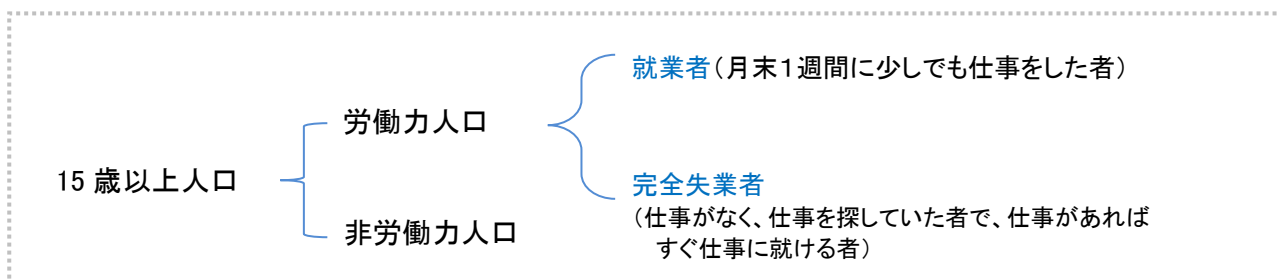 就業者(月末1週間に少しでも仕事をした者)
労働力人口
15 歳以上人口
完全失業者
(仕事がなく、仕事を探していた者で、仕事があれば
すぐ仕事に就ける者)
非労働力人口